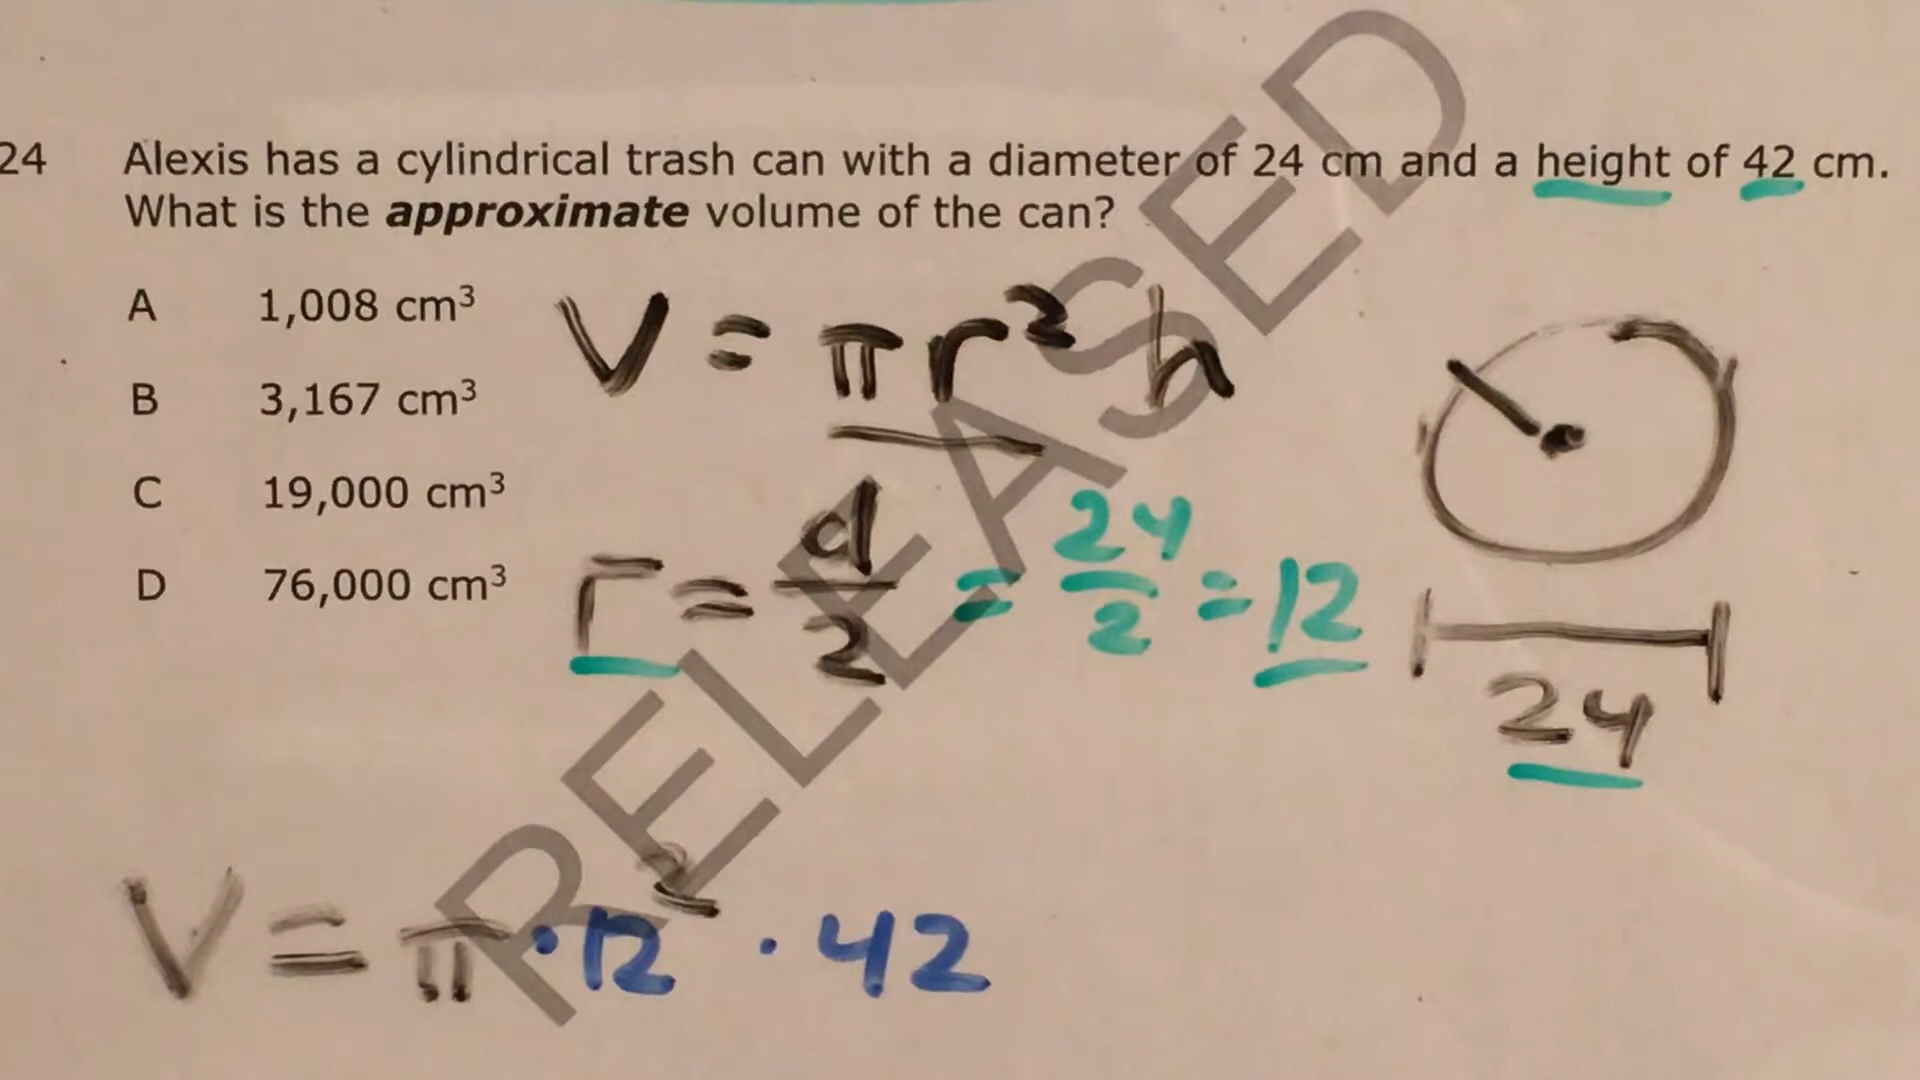 24 Alexis has a cylindrical trash can with a diameter of 24 cm and a height of 42 cm.
What is the approximate volume of the can?
A 1,008 cm³
B 3,167 cm³
C 19,000 cm³
D 76,000 cm³
V = πr² h
r = d/2 = 24/2 = 12
24
V = π · 12² · 42
RELEASED